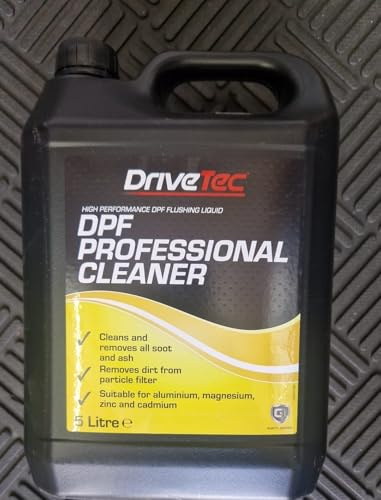 DRIVETEC
HIGH PERFORMANCE DPF FLUSHING LIQUID
DPF
PROFESSIONAL
CLEANER
Cleans and
removes all soot
and ash
Removes dirt from
particle filter
Suitable for aluminium, magnesium,
zinc and cadmium
5 Litre ℮